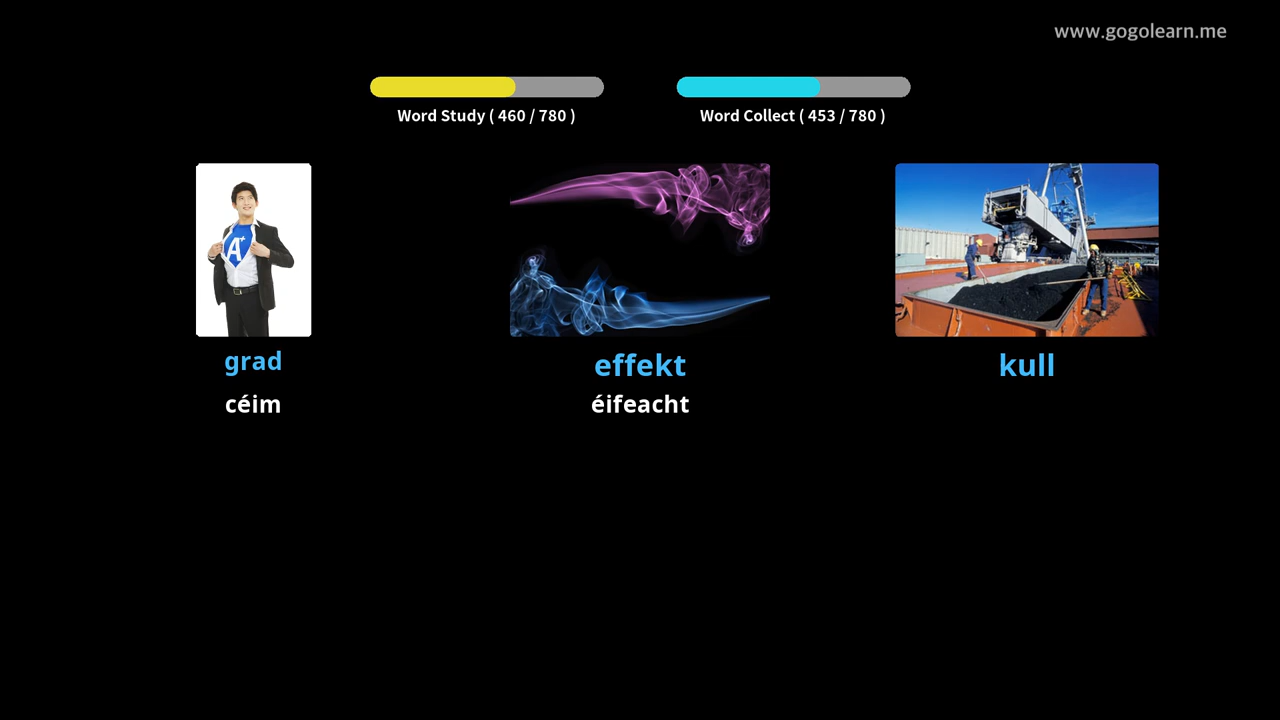 www.gogolearn.me
Word Study ( 460 / 780 )
Word Collect ( 453 / 780 )
A+
grad
effekt
kull
céim
éifeacht